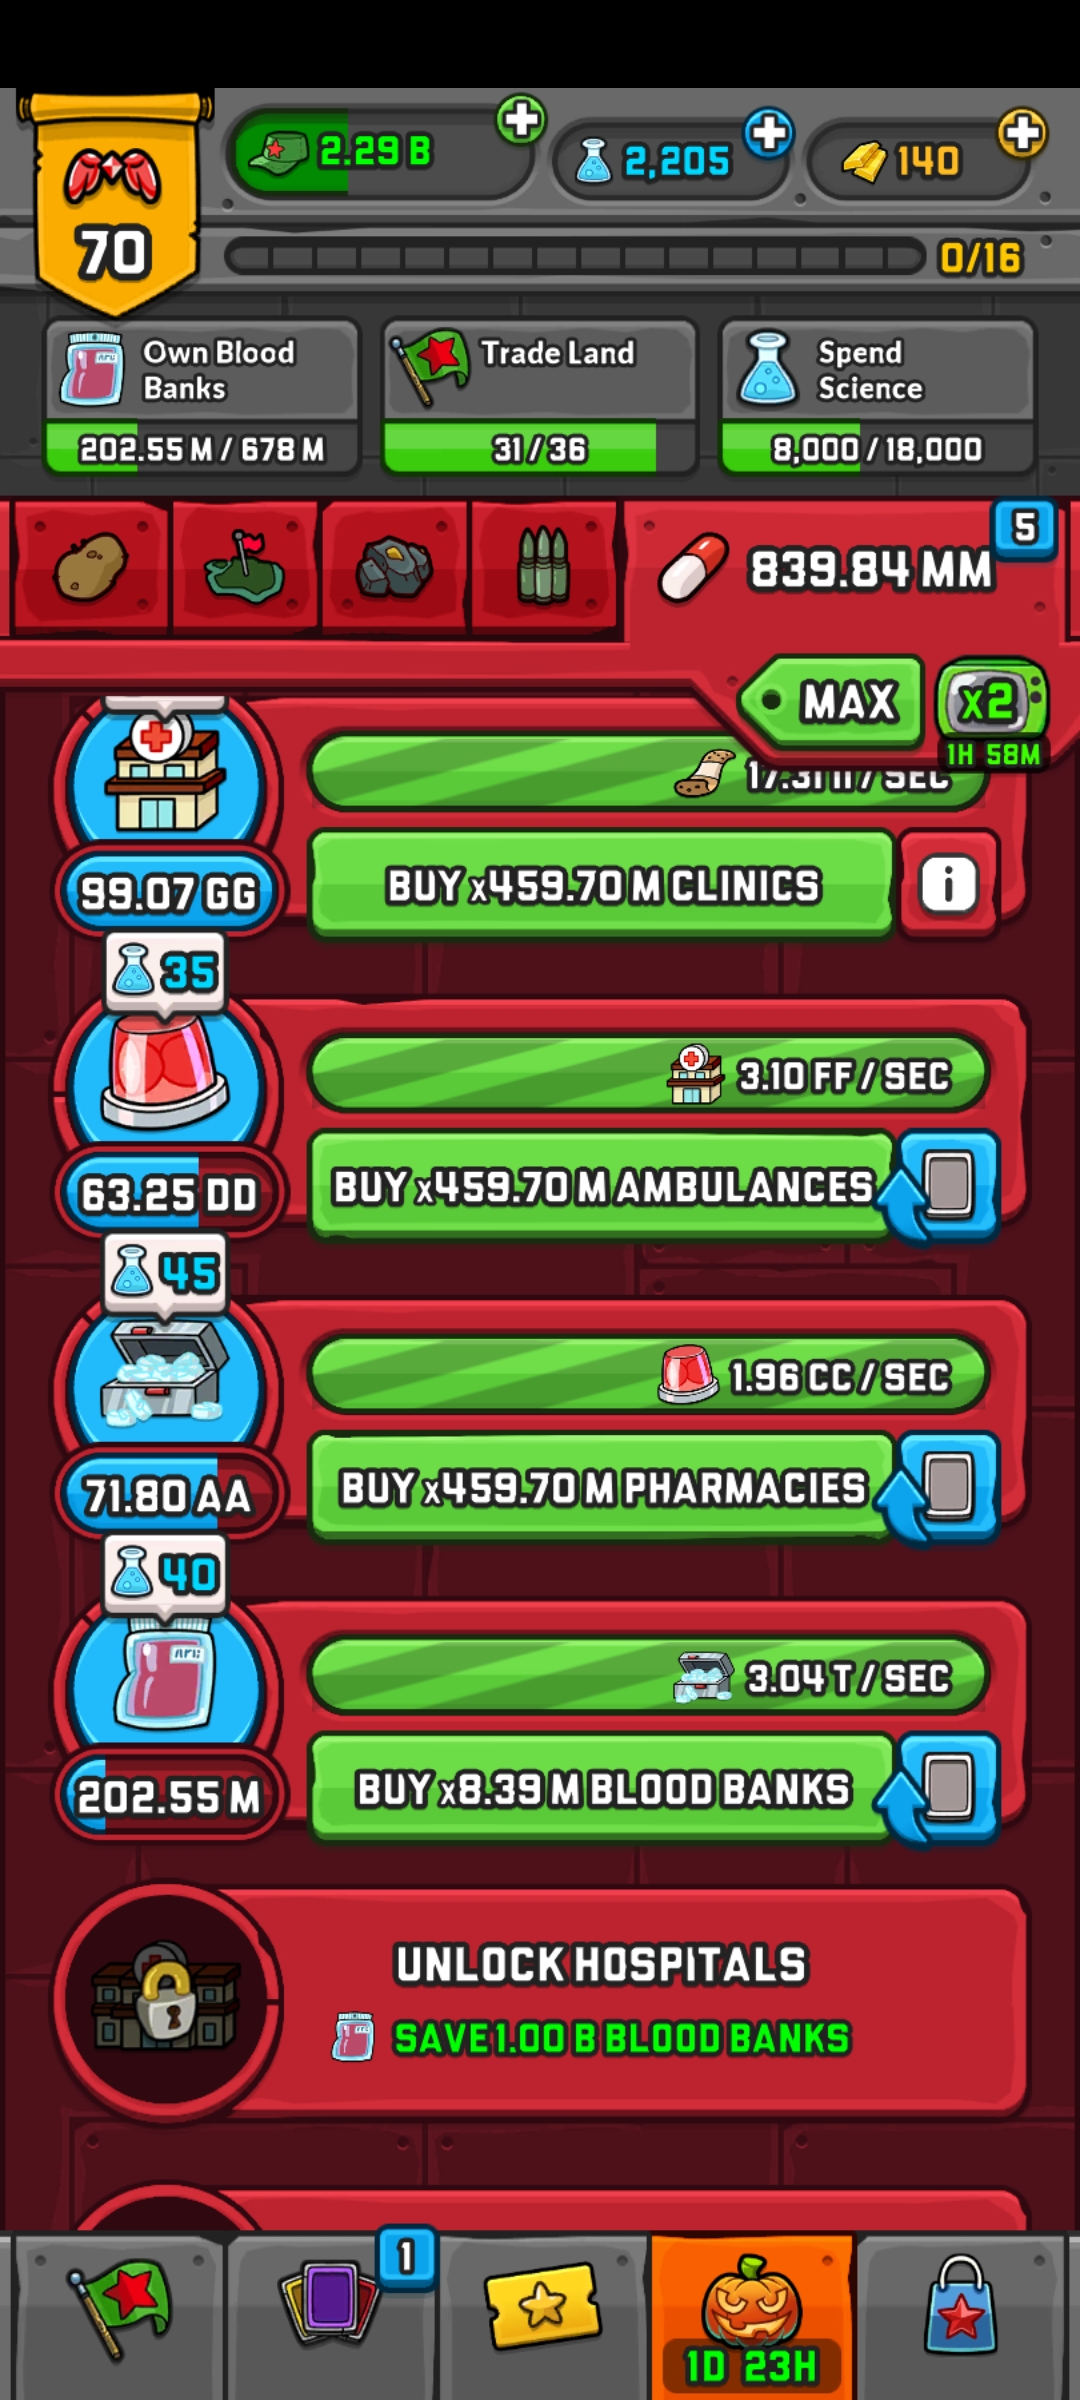 2.29 B
2,205
140
70
0/16
Own Blood
Banks
202.55 M / 678 M
Trade Land
31 / 36
Spend
Science
8,000 / 18,000
839.84 MM
5
MAX
x2
1H 58M
/ SEC
99.07 GG
BUY x459.70 M CLINICS
i
35
3.10 FF / SEC
63.25 DD
BUY x459.70 M AMBULANCES
45
1.96 CC / SEC
71.80 AA
BUY x459.70 M PHARMACIES
40
3.04 T / SEC
202.55 M
BUY x8.39 M BLOOD BANKS
UNLOCK HOSPITALS
SAVE 1.00 B BLOOD BANKS
1
1D 23H